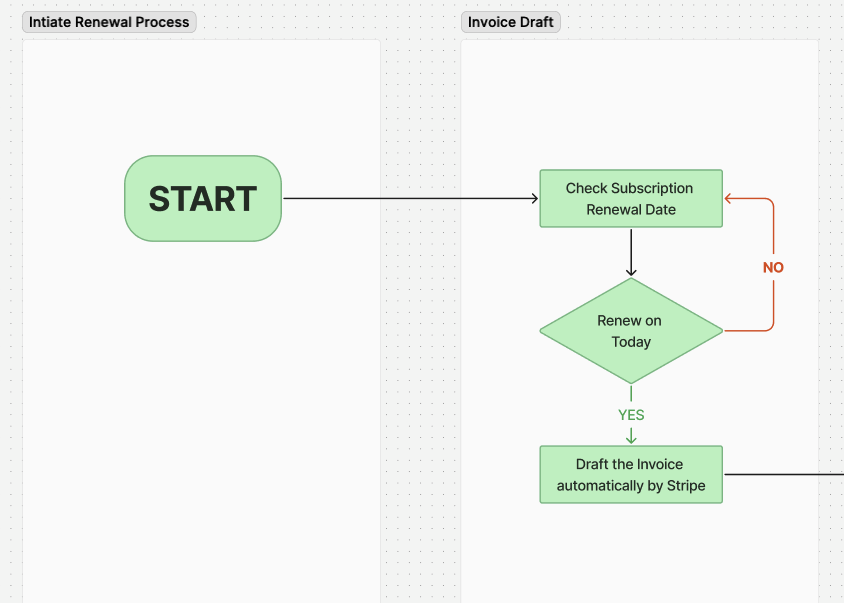 Intiate Renewal Process
Invoice Draft
START
Check Subscription
Renewal Date
NO
Renew on
Today
YES
Draft the Invoice
automatically by Stripe